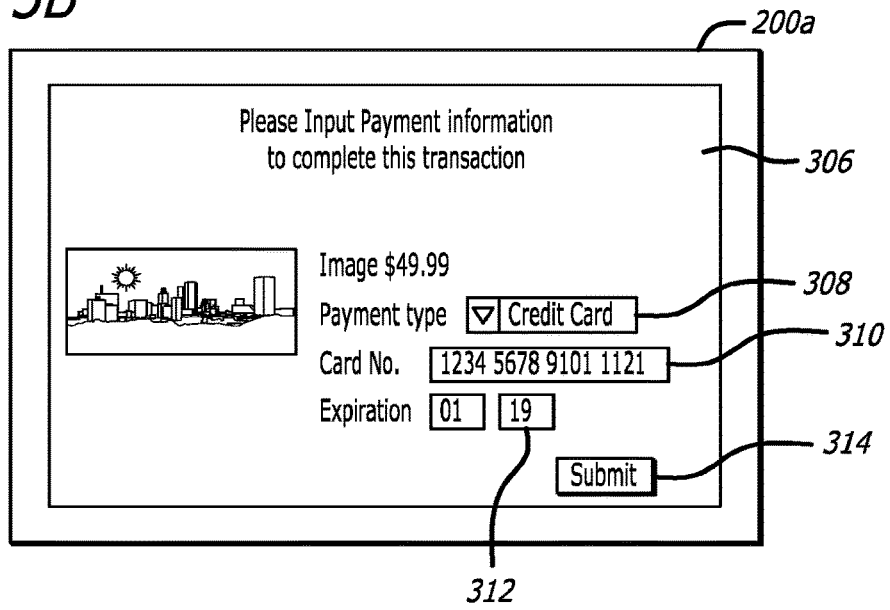 200a
Please Input Payment information
to complete this transaction
306
Image $49.99
308
Payment type Credit Card
310
Card No. 1234 5678 9101 1121
Expiration 01 19
314
Submit
312